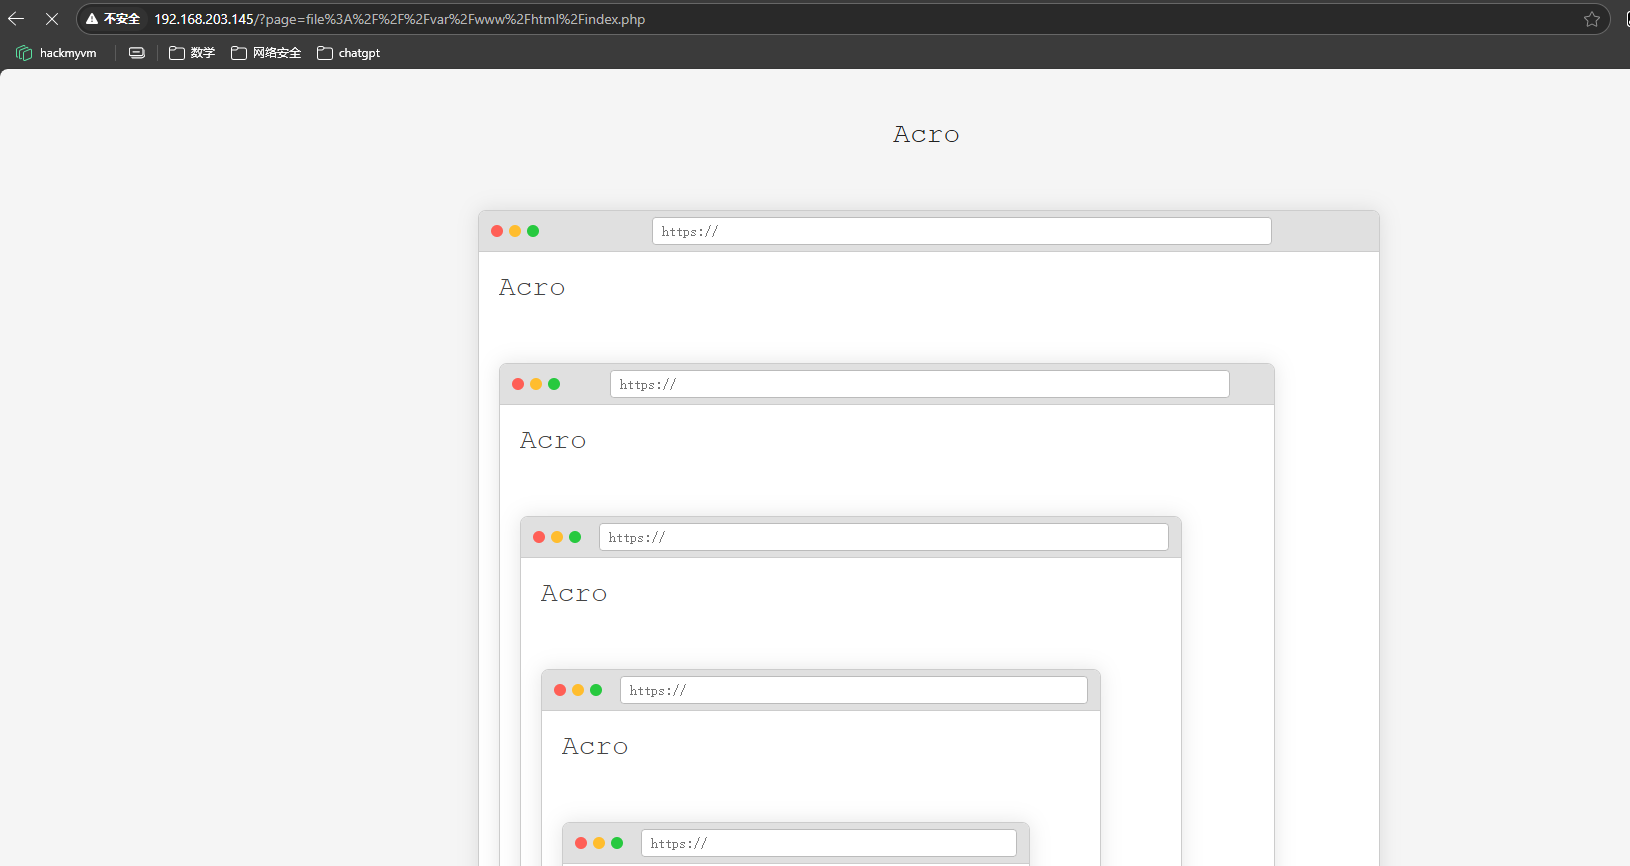 不安全 192.168.203.145/?page=file%3A%2F%2F%2Fvar%2Fwww%2Fhtml%2Findex.php
hackmyvm 数学 网络安全 chatgpt
Acro
https://
Acro
https://
Acro
https://
Acro
https://
Acro
https://